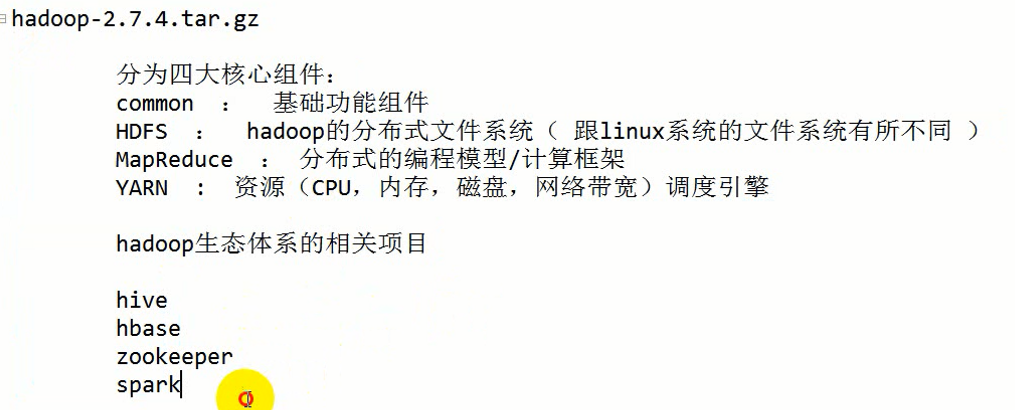 hadoop-2.7.4.tar.gz
分为四大核心组件：
common ： 基础功能组件
HDFS ： hadoop的分布式文件系统（ 跟linux系统的文件系统有所不同 ）
MapReduce ： 分布式的编程模型/计算框架
YARN : 资源（CPU，内存，磁盘，网络带宽）调度引擎
hadoop生态体系的相关项目
hive
hbase
zookeeper
spark